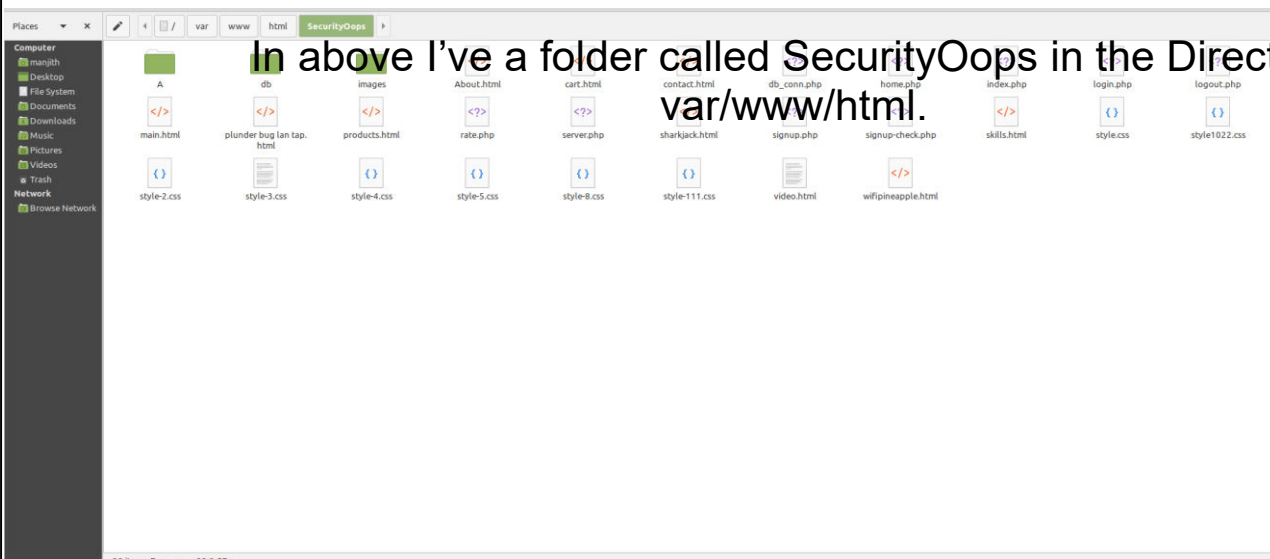 Places / var www html SecurityOops
Computer
manjith
Desktop
File System
Documents
Downloads
Music
Pictures
Videos
Trash
Network
Browse Network
In above I've a folder called SecurityOops in the Direct
var/www/html.
A db images About.html cart.html contact.html db_conn.php home.php index.php login.php logout.php
main.html plunder bug lan tap. products.html rate.php server.php sharkjack.html signup.php signup-check.php skills.html style.css style1022.css
html
style-2.css style-3.css style-4.css style-5.css style-8.css style-111.css video.html wifipineapple.html